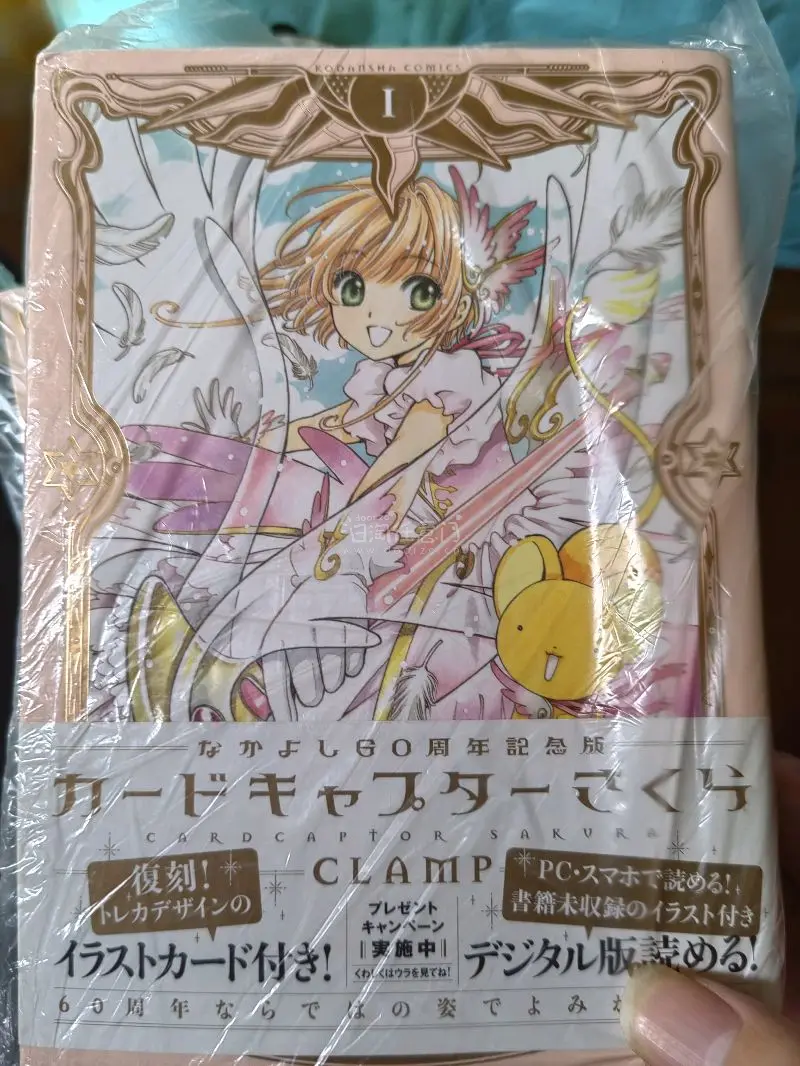 KODANSHA COMICS
I
なかよし60周年記念版
カードキャプターさくら
CARDCAPTOR SAKURA
CLAMP
復刻!
トレカデザインの
イラストカード付き!
プレゼント
キャンペーン
実施中
くわしくはウラを見てね!
PC・スマホで読める!
書籍未収録のイラスト付き
デジタル版読める!
60周年ならではの姿でよみ